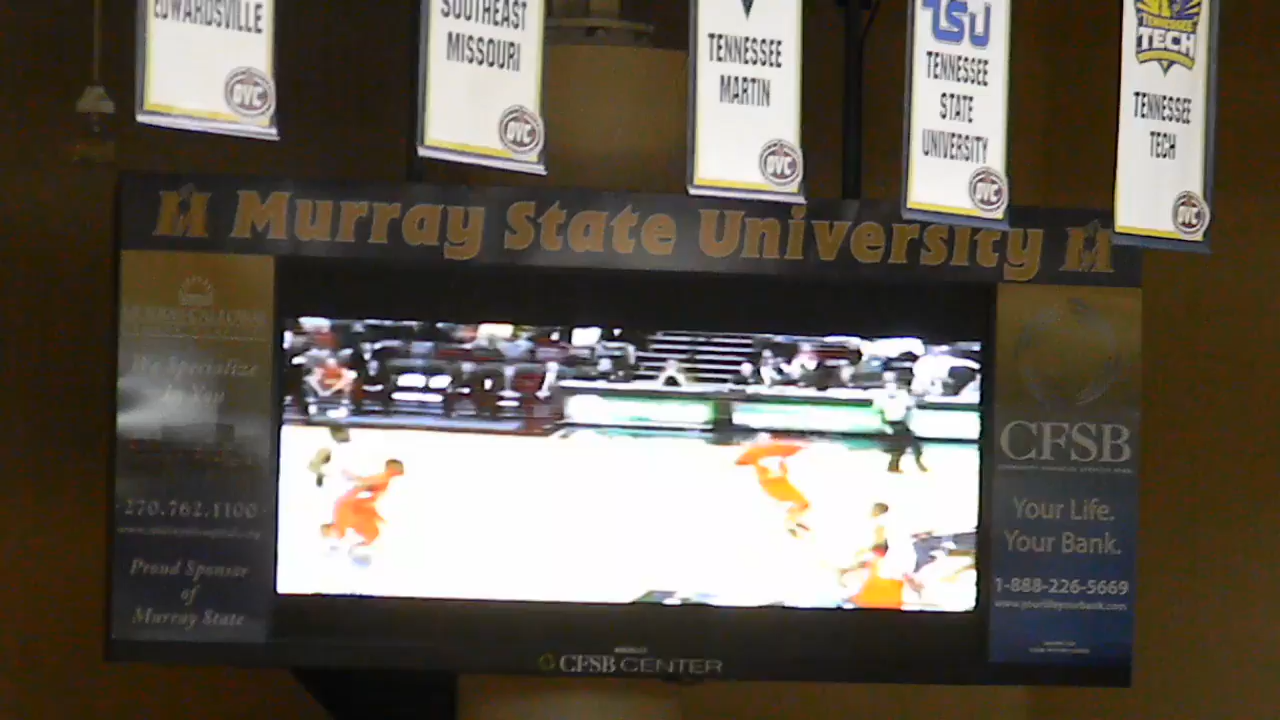 EDWARDSVILLE
OVC
SOUTHEAST
MISSOURI
OVC
TENNESSEE
MARTIN
OVC
TSU
TENNESSEE
STATE
UNIVERSITY
OVC
TENNESSEE
TECH
TENNESSEE
TECH
OVC
M Murray State University M
We Specialize
In You
270.762.1100
Proud Sponsor
of
Murray State
CFSB
Your Life.
Your Bank.
1-888-226-5669
www.yourlifeyourbank.com
CFSB CENTER